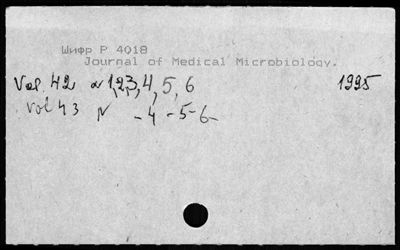 Шифр Р 4018
Journal of Medical Microbiology.
Vol. 42 N 1,2,3,4,5,6 1995
Vol 43 N -4-5-6-